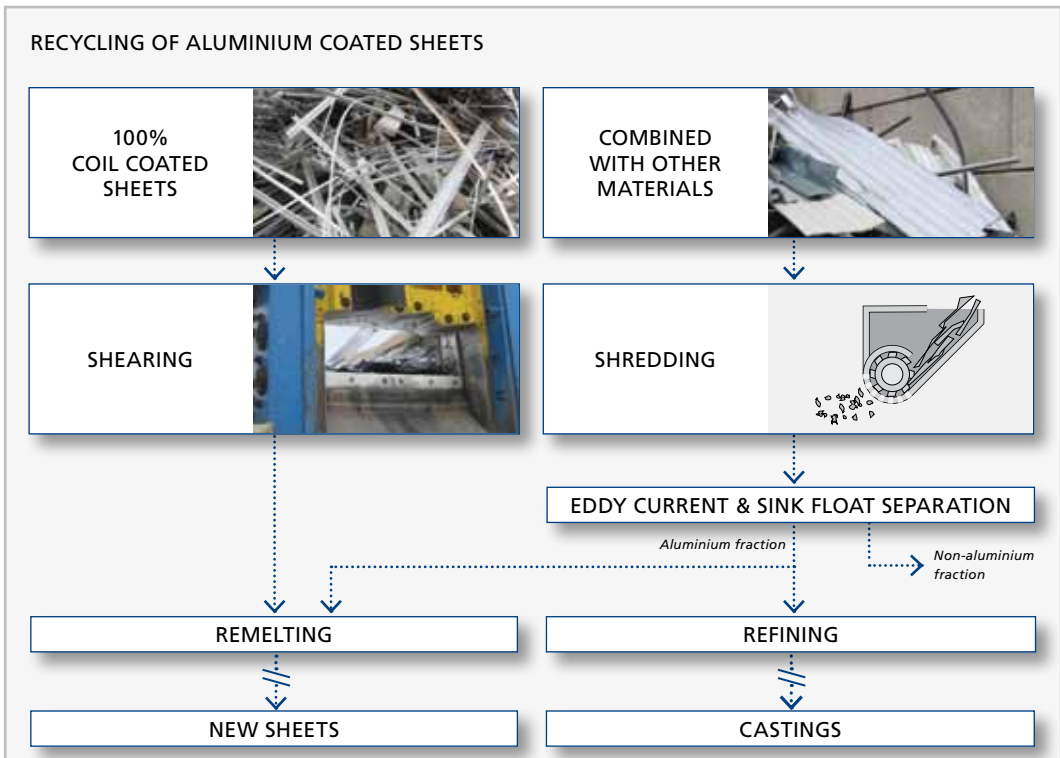 RECYCLING OF ALUMINIUM COATED SHEETS
100%
COIL COATED
SHEETS
COMBINED
WITH OTHER
MATERIALS
SHEARING
SHREDDING
EDDY CURRENT & SINK FLOAT SEPARATION
Aluminium fraction
Non-aluminium
fraction
REMELTING
REFINING
NEW SHEETS
CASTINGS